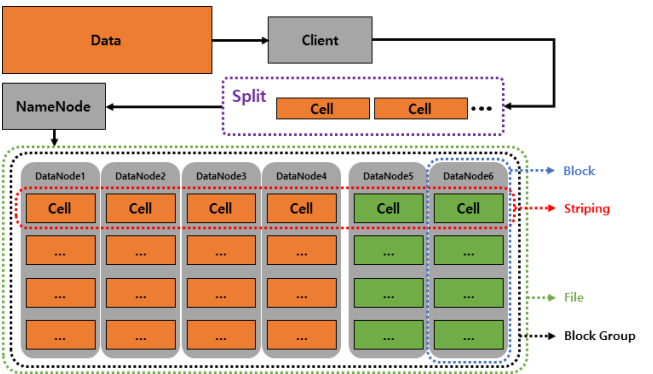 Data
Client
Split
Cell
Cell
...
NameNode
DataNode1
DataNode2
DataNode3
DataNode4
DataNode5
DataNode6
Block
Cell
Cell
Cell
Cell
Cell
Cell
Striping
...
...
...
...
...
...
...
...
...
...
...
...
File
...
...
...
...
...
...
Block Group